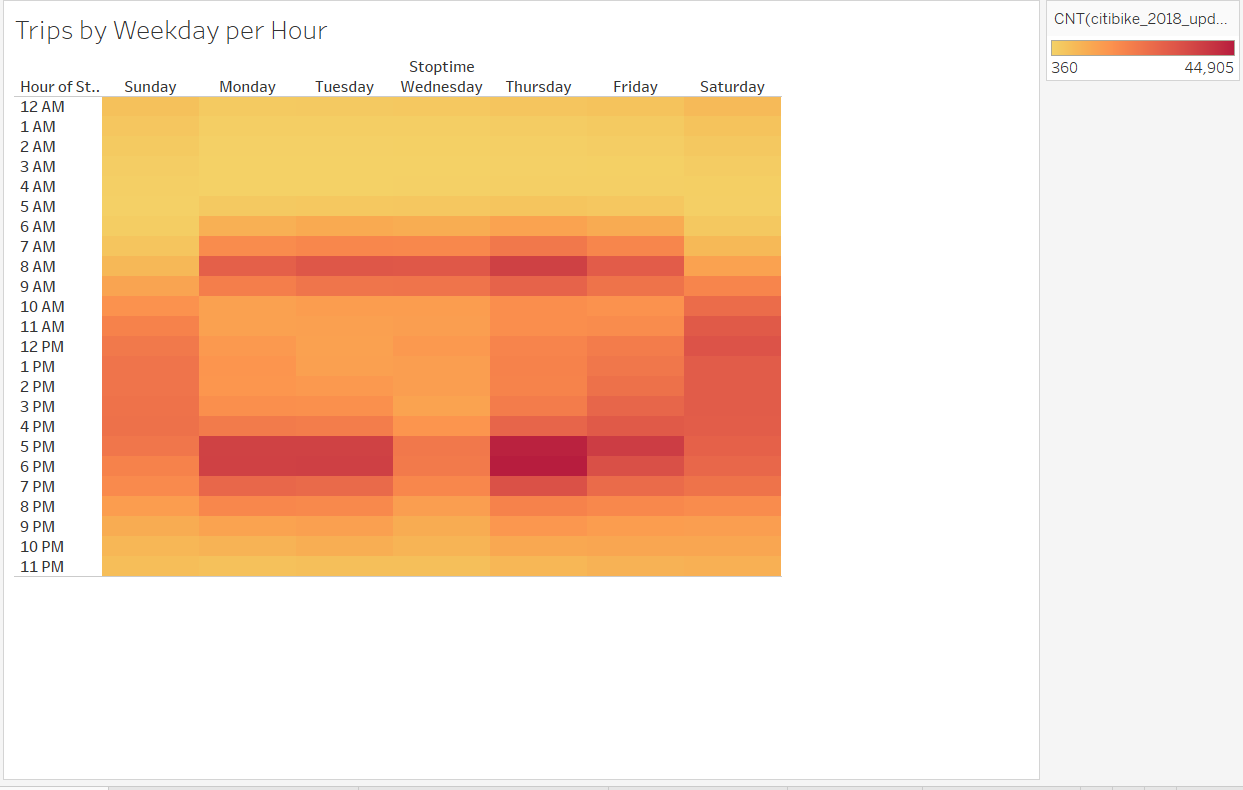 Trips by Weekday per Hour
CNT(citibike_2018_upd...
360 44,905
Stoptime
Hour of St.. Sunday Monday Tuesday Wednesday Thursday Friday Saturday
12 AM
1 AM
2 AM
3 AM
4 AM
5 AM
6 AM
7 AM
8 AM
9 AM
10 AM
11 AM
12 PM
1 PM
2 PM
3 PM
4 PM
5 PM
6 PM
7 PM
8 PM
9 PM
10 PM
11 PM